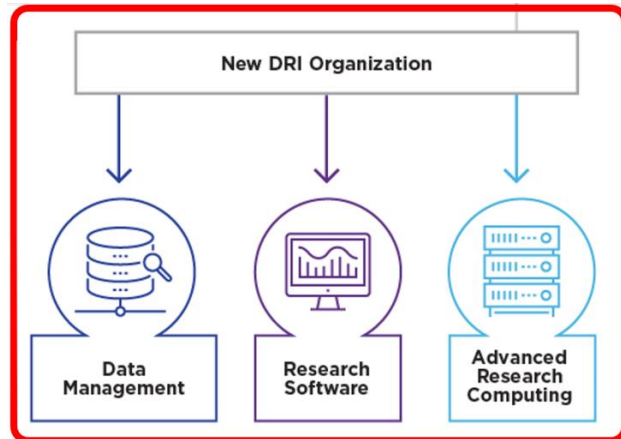 New DRI Organization
Data
Management
Research
Software
Advanced
Research
Computing